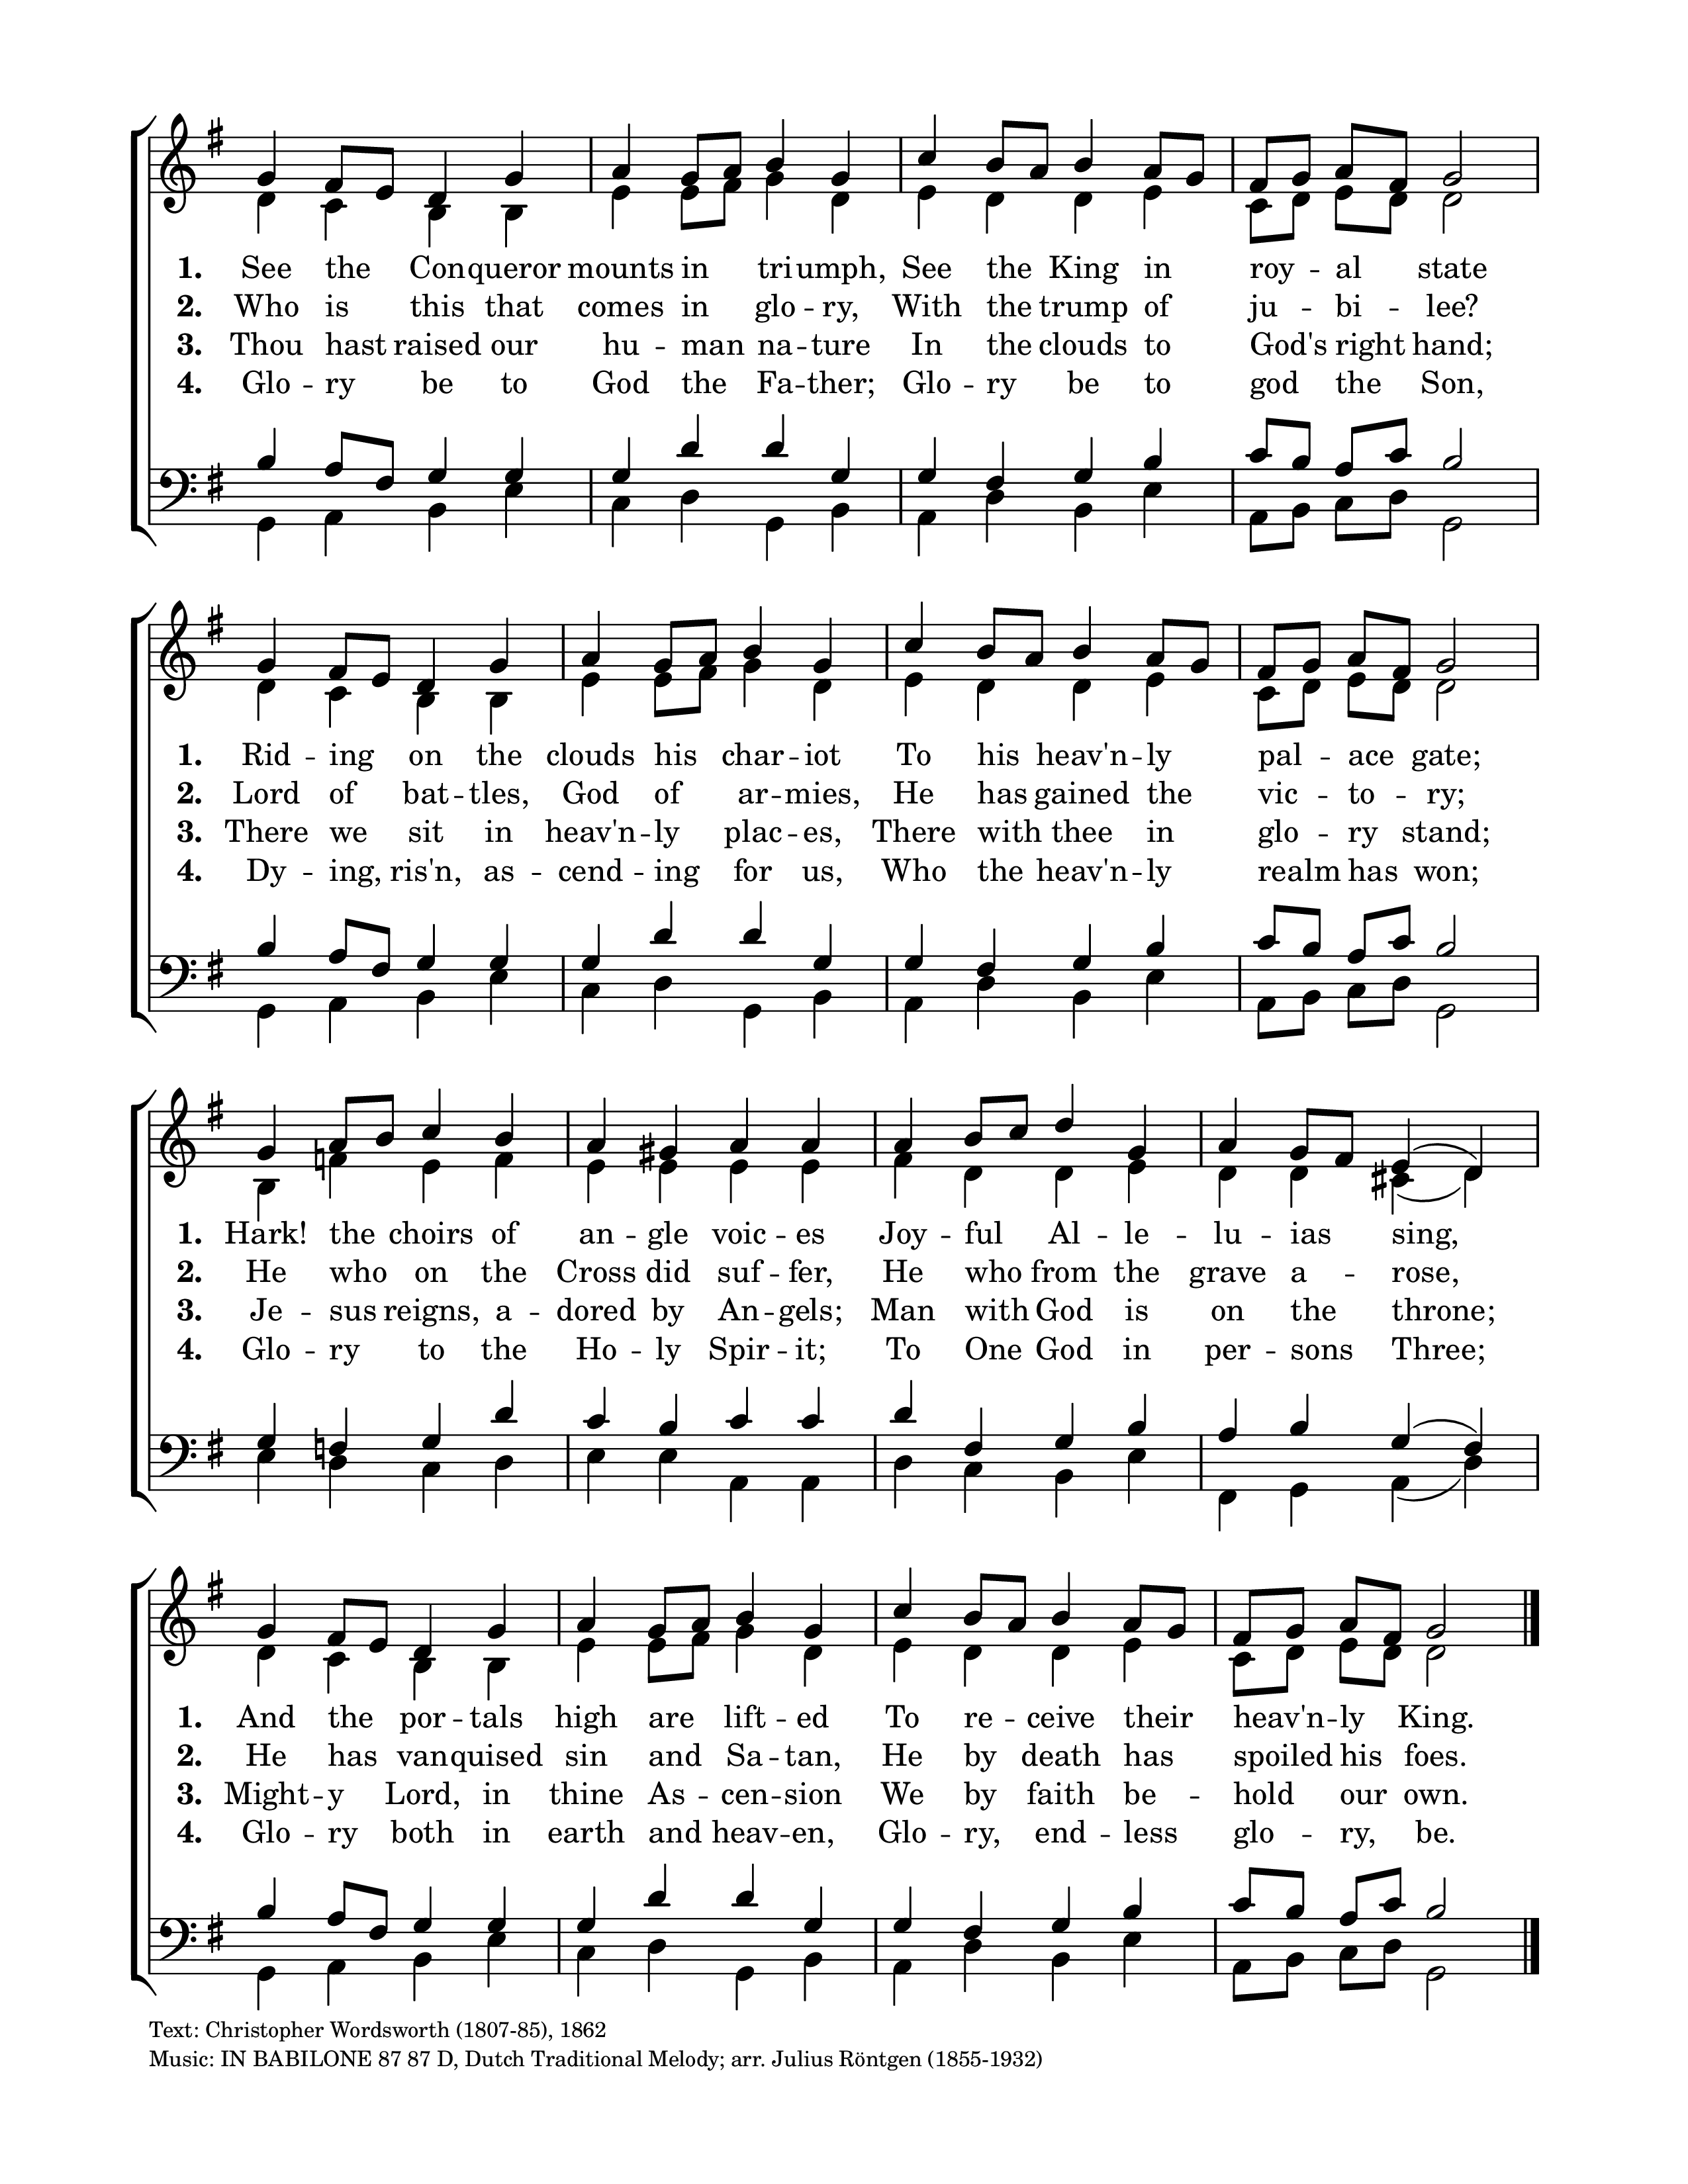 1. See the Conqueror mounts in triumph, See the King in roy - al state
2. Who is this that comes in glo - ry, With the trump of ju - bi - lee?
3. Thou hast raised our hu - man na - ture In the clouds to God's right hand;
4. Glo - ry be to God the Fa - ther; Glo - ry be to god the Son,
1. Rid - ing on the clouds his char - iot To his heav'n - ly pal - ace gate;
2. Lord of bat - tles, God of ar - mies, He has gained the vic - to - ry;
3. There we sit in heav'n - ly plac - es, There with thee in glo - ry stand;
4. Dy - ing, ris'n, as - cend - ing for us, Who the heav'n - ly realm has won;
1. Hark! the choirs of an - gle voic - es Joy - ful Al - le - lu - ias sing,
2. He who on the Cross did suf - fer, He who from the grave a - rose,
3. Je - sus reigns, a - dored by An - gels; Man with God is on the throne;
4. Glo - ry to the Ho - ly Spir - it; To One God in per - sons Three;
1. And the por - tals high are lift - ed To re - ceive their heav'n - ly King.
2. He has vanquised sin and Sa - tan, He by death has spoiled his foes.
3. Might - y Lord, in thine As - cen - sion We by faith be - hold our own.
4. Glo - ry both in earth and heav - en, Glo - ry, end - less glo - ry, be.
Text: Christopher Wordsworth (1807-85), 1862
Music: IN BABILONE 87 87 D, Dutch Traditional Melody; arr. Julius Röntgen (1855-1932)